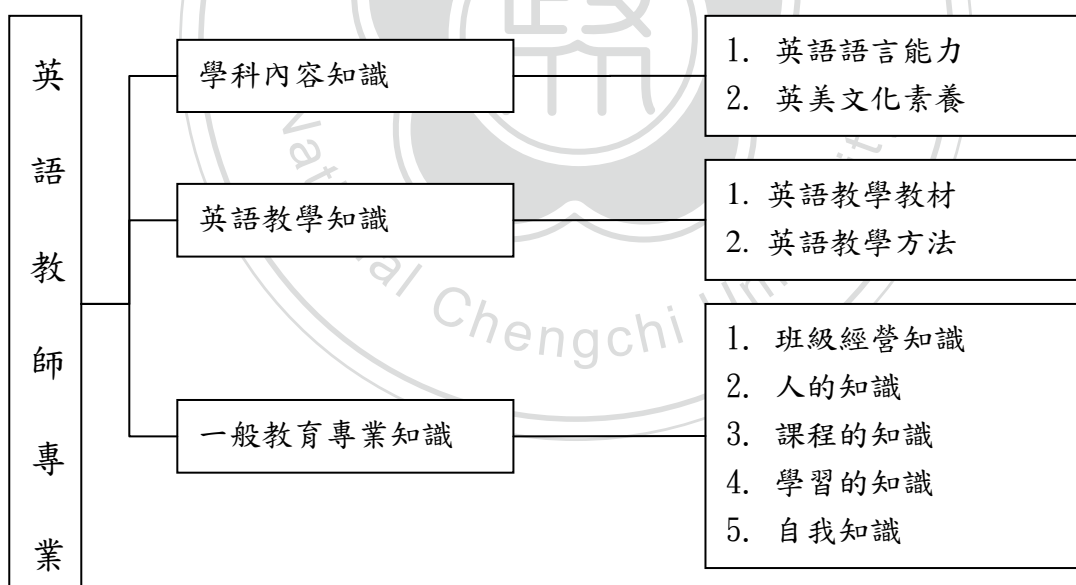 英語教師專業
學科內容知識
1. 英語語言能力
2. 英美文化素養
英語教學知識
1. 英語教學教材
2. 英語教學方法
一般教育專業知識
1. 班級經營知識
2. 人的知識
3. 課程的知識
4. 學習的知識
5. 自我知識
National Chengchi Uni